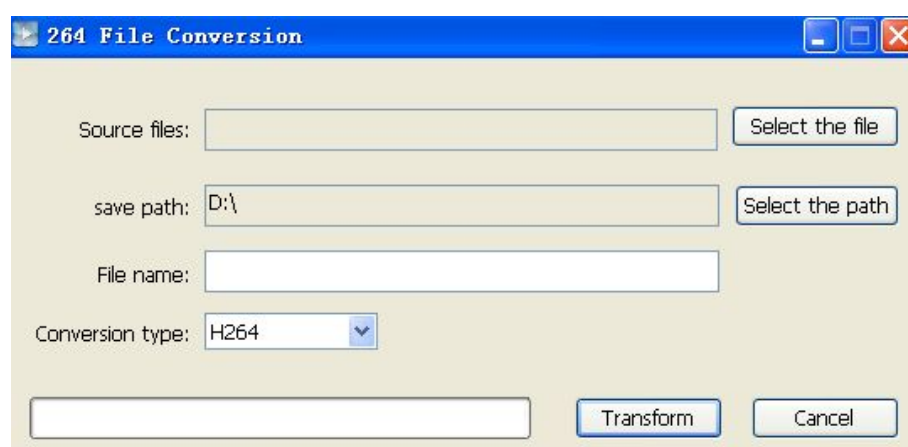 264 File Conversion
Source files:
Select the file
save path:
D:\
Select the path
File name:
Conversion type:
H264
Transform
Cancel